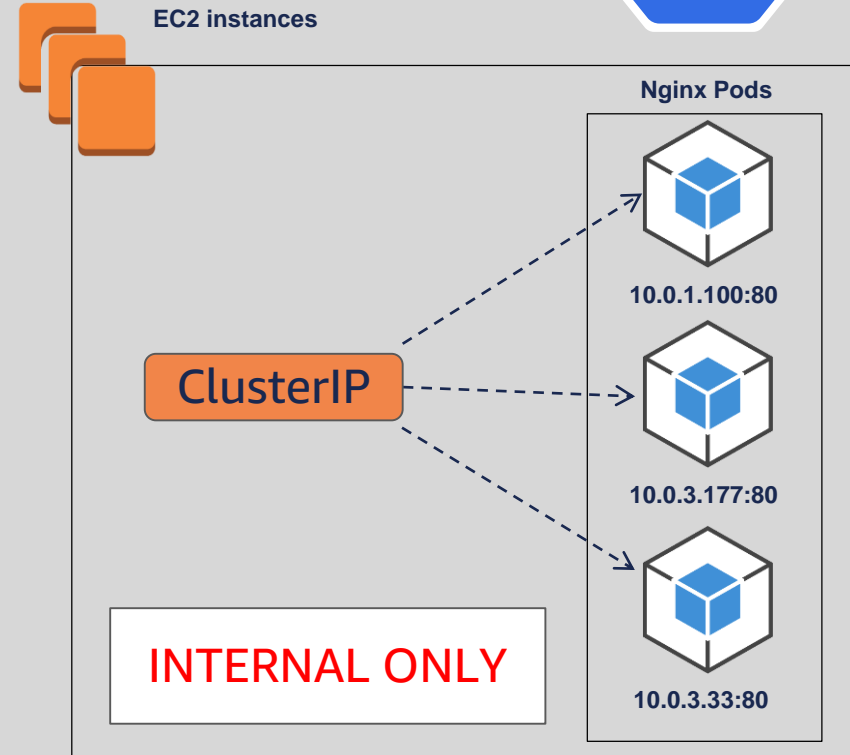 EC2 instances
Nginx Pods
10.0.1.100:80
ClusterIP
10.0.3.177:80
INTERNAL ONLY
10.0.3.33:80